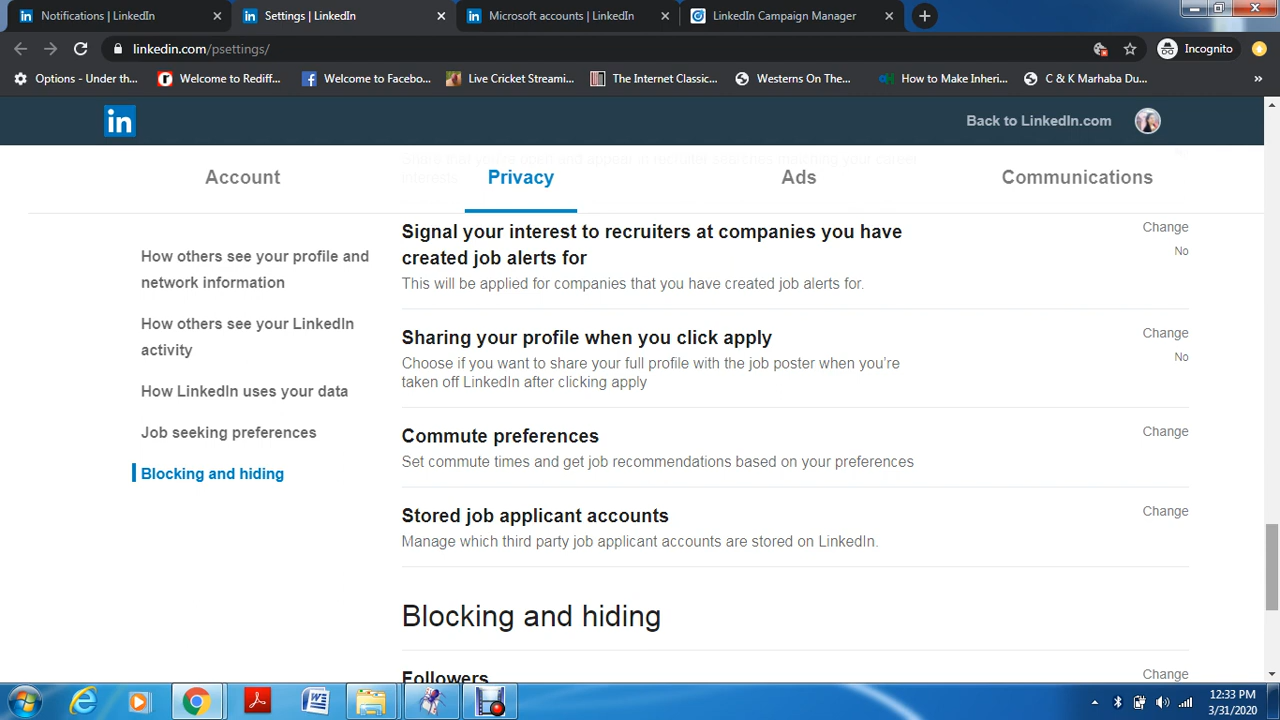 Notifications | LinkedIn
Settings | LinkedIn
Microsoft accounts | LinkedIn
LinkedIn Campaign Manager
linkedin.com/psettings/
Incognito
Options - Under th...
Welcome to Rediff...
Welcome to Facebo...
Live Cricket Streami...
The Internet Classic...
Westerns On The...
How to Make Inheri...
C & K Marhaba Du...
»
in
Back to LinkedIn.com
interests
Account
Privacy
Ads
Communications
How others see your profile and
network information
How others see your LinkedIn
activity
How LinkedIn uses your data
Job seeking preferences
Blocking and hiding
Signal your interest to recruiters at companies you have
created job alerts for
This will be applied for companies that you have created job alerts for.
Change
No
Sharing your profile when you click apply
Choose if you want to share your full profile with the job poster when you're
taken off LinkedIn after clicking apply
Change
No
Commute preferences
Set commute times and get job recommendations based on your preferences
Change
Stored job applicant accounts
Manage which third party job applicant accounts are stored on LinkedIn.
Change
Blocking and hiding
Followers
Change
12:33 PM
3/31/2020